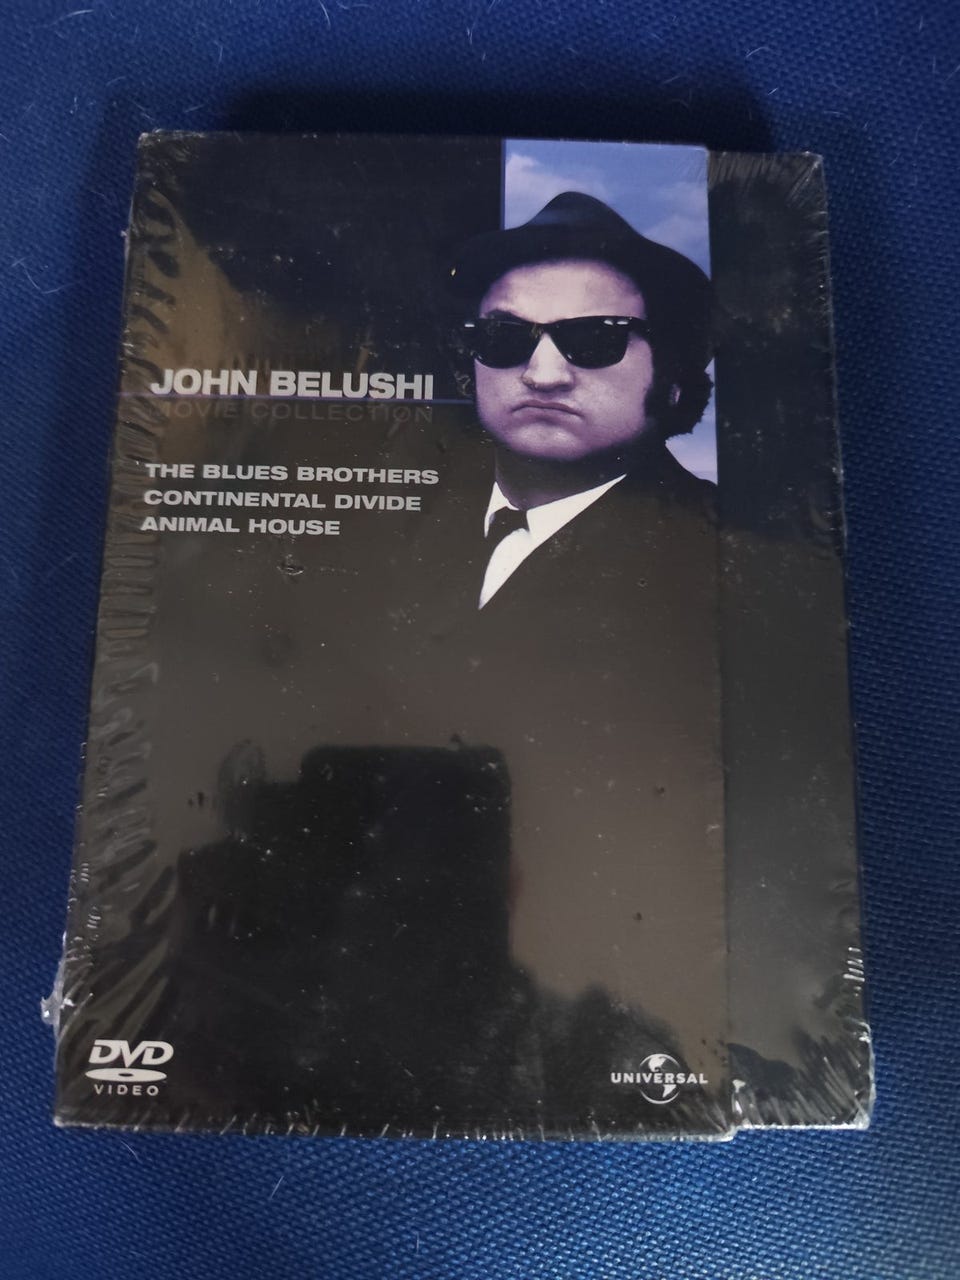 JOHN BELUSHI
MOVIE COLLECTION
THE BLUES BROTHERS
CONTINENTAL DIVIDE
ANIMAL HOUSE
DVD
VIDEO
UNIVERSAL